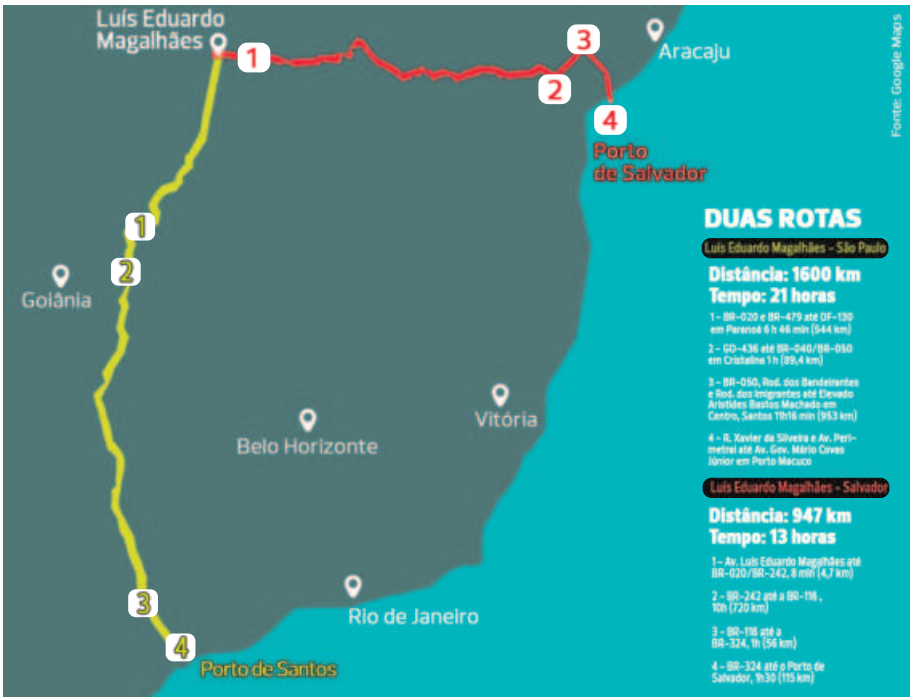 Luís Eduardo
Magalhães
1
3
2
4
Aracaju
Porto
de Salvador
Fonte: Google Maps
1
2
Goiânia
Belo Horizonte
Vitória
3
4
Rio de Janeiro
Porto de Santos
DUAS ROTAS
Luís Eduardo Magalhães - São Paulo
Distância: 1600 km
Tempo: 21 horas
1 - BR-020 e BR-479 até DF-130
em Paranoá 6 h 46 min (544 km)
2 - GO-436 até BR-040/BR-050
em Cristalina 1 h (89,4 km)
3 - BR-050, Rod. dos Bandeirantes
e Rod. dos Imigrantes até Elevado
Aristides Bastos Machado em
Centro, Santos 11h16 min (953 km)
4 - R. Xavier da Silveira e Av. Peri-
metral até Av. Gov. Mário Covas
Júnior em Porto Macuco
Luís Eduardo Magalhães - Salvador
Distância: 947 km
Tempo: 13 horas
1 - Av. Luís Eduardo Magalhães até
BR-020/BR-242, 8 min (4,7 km)
2 - BR-242 até a BR-116 ,
10h (720 km)
3 - BR-116 até a
BR-324, 1h (56 km)
4 - BR-324 até o Porto de
Salvador, 1h30 (115 km)